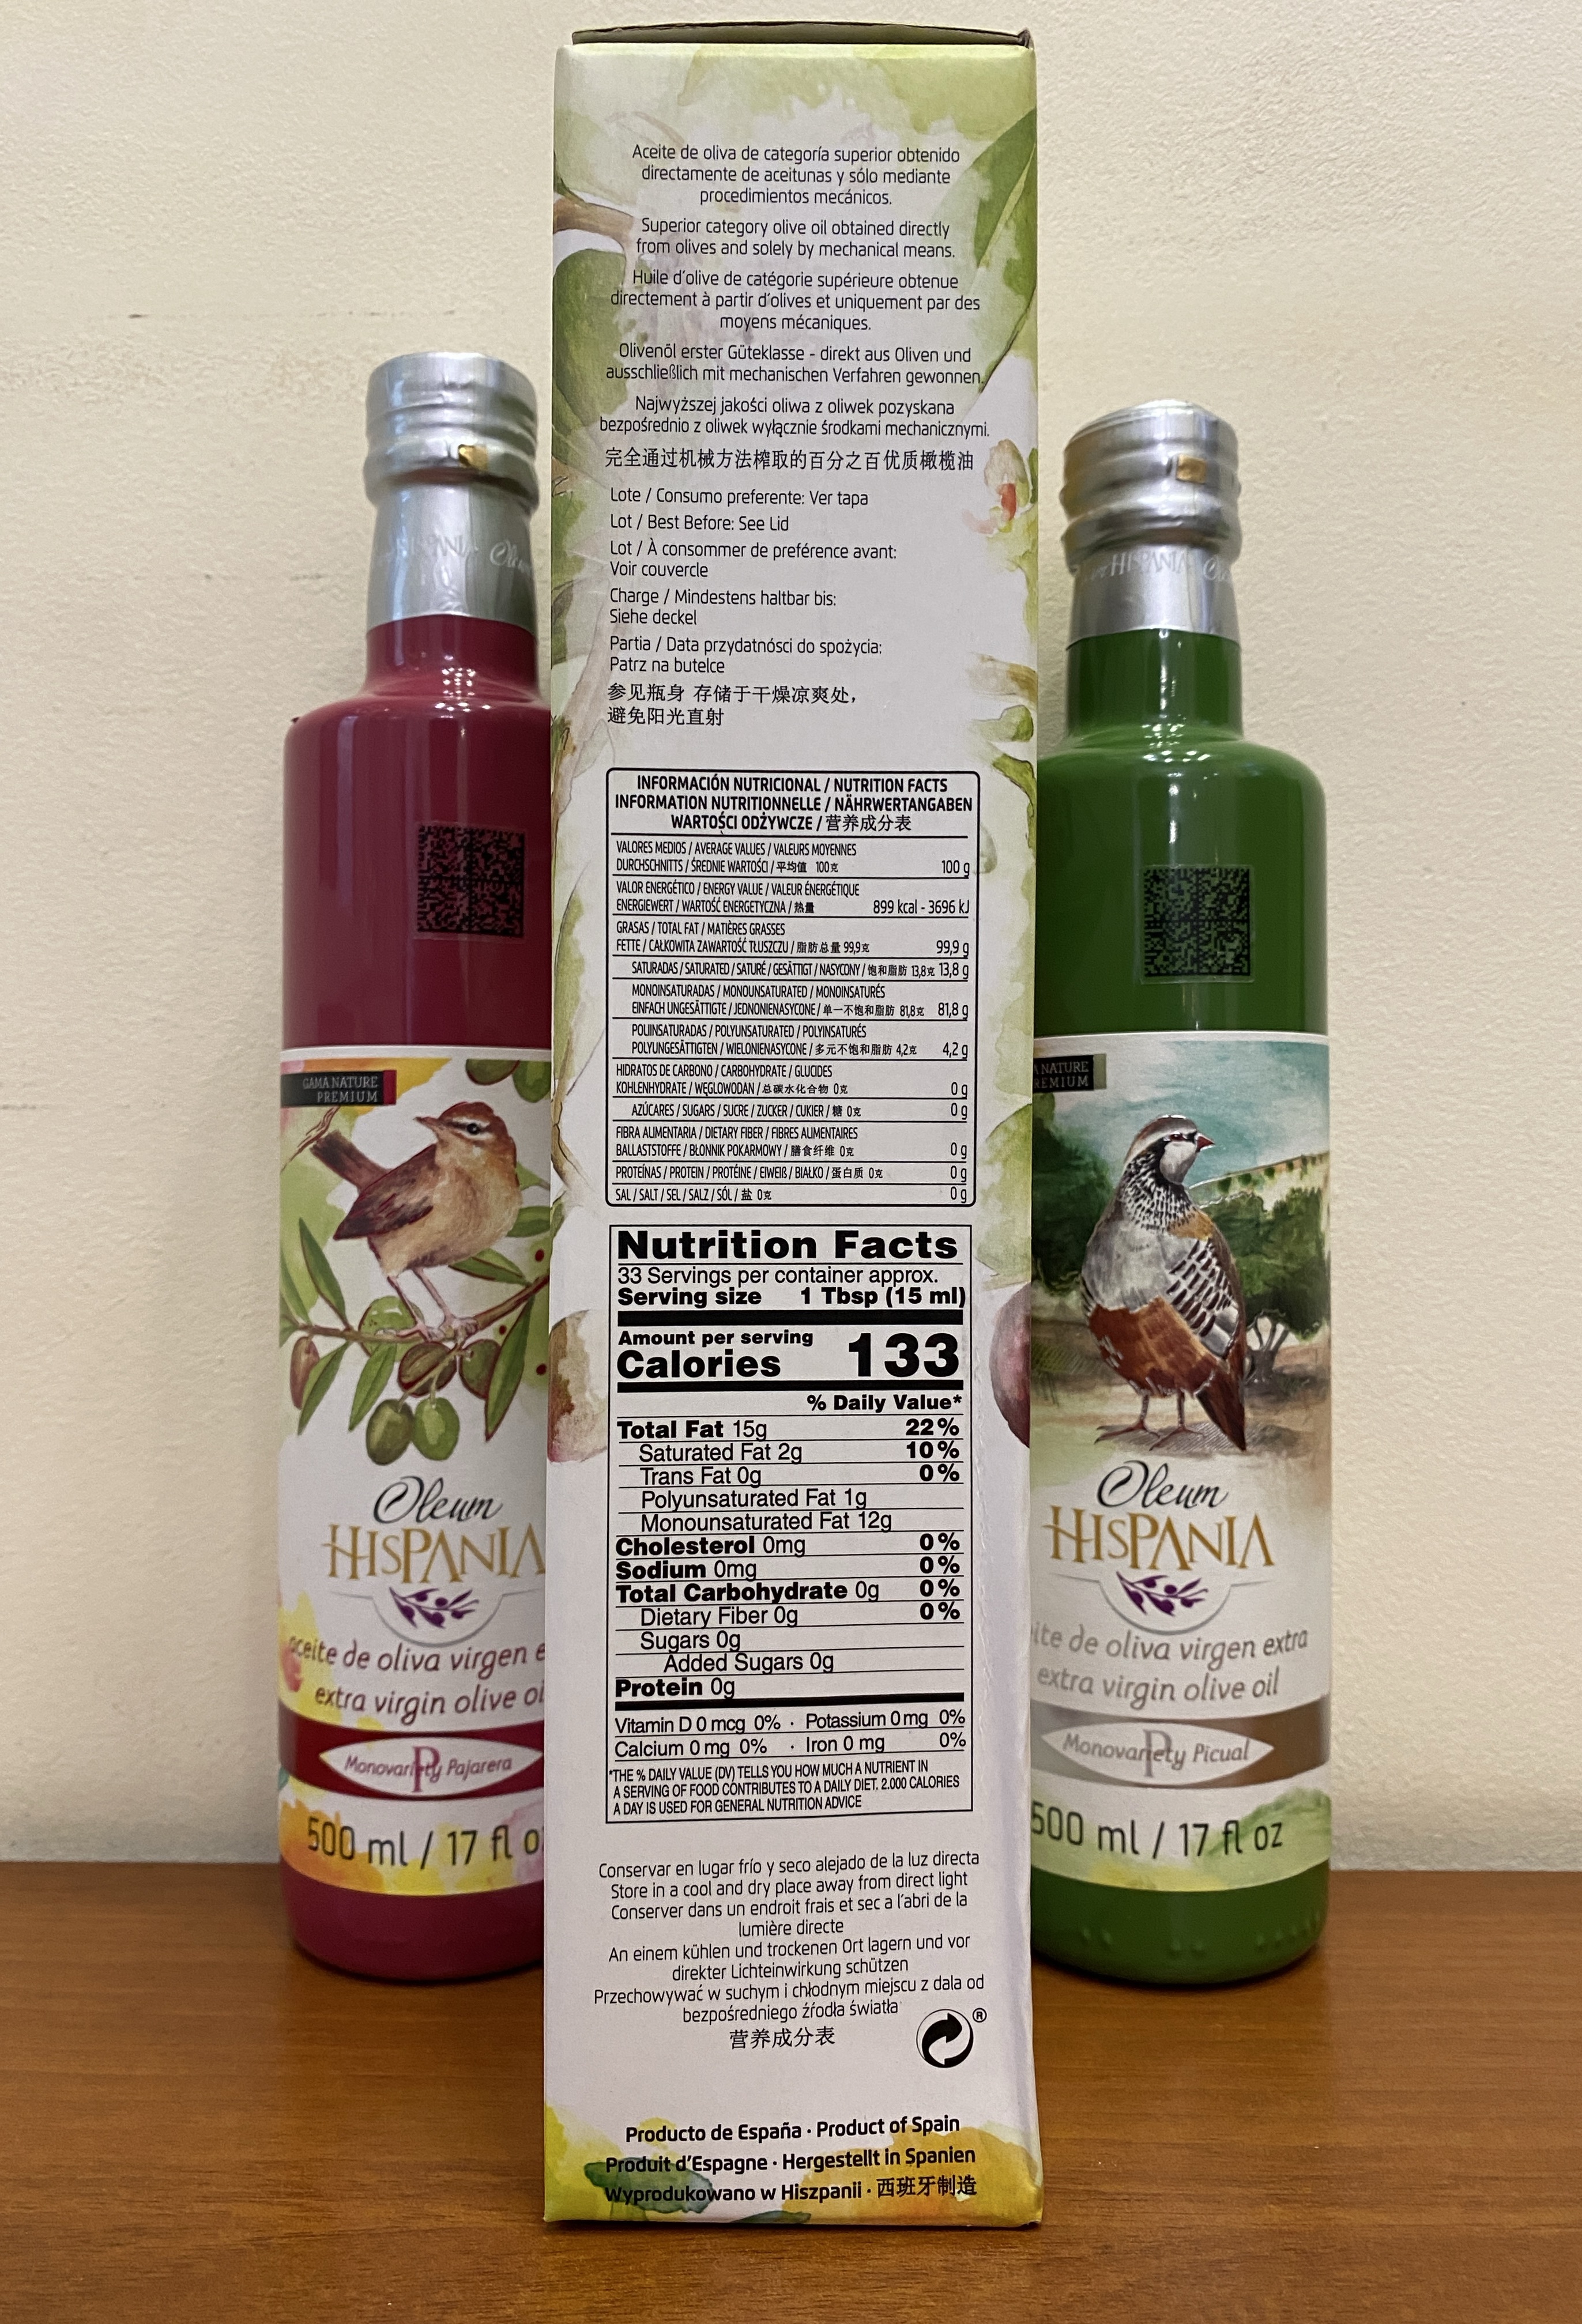 Aceite de oliva de categoría superior obtenido
directamente de aceitunas y sólo mediante
procedimientos mecánicos.
Superior category olive oil obtained directly
from olives and solely by mechanical means.
Huile d'olive de catégorie supérieure obtenue
directement à partir d'olives et uniquement par des
moyens mécaniques.
Olivenöl erster Güteklasse - direkt aus Oliven und
ausschließlich mit mechanischen Verfahren gewonnen.
Najwyższej jakości oliwa z oliwek pozyskana
bezpośrednio z oliwek wyłącznie środkami mechanicznymi.
完全通过机械方法榨取的百分之百优质橄榄油
Lote / Consumo preferente: Ver tapa
Lot / Best Before: See Lid
Lot / À consommer de preférence avant:
Voir couvercle
Charge / Mindestens haltbar bis:
Siehe deckel
Partia / Data przydatnósci do spożycia:
Patrz na butelce
参见瓶身 存储于干燥凉爽处,
避免阳光直射
INFORMACIÓN NUTRICIONAL / NUTRITION FACTS
INFORMATION NUTRITIONNELLE / NÄHRWERTANGABEN
WARTOŚCI ODŻYWCZE / 营养成分表
VALORES MEDIOS / AVERAGE VALUES / VALEURS MOYENNES
DURCHSCHNITTS / ŚREDNIE WARTOŚCI / 平均值 100克 100 g
VALOR ENERGÉTICO / ENERGY VALUE / VALEUR ÉNERGÉTIQUE
ENERGIEWERT / WARTOŚĆ ENERGETYCZNA / 热量 899 kcal - 3696 kJ
GRASAS / TOTAL FAT / MATIÈRES GRASSES
FETTE / CAŁKOWITA ZAWARTOŚĆ TŁUSZCZU / 脂肪总量 99,9克 99,9 g
SATURADAS / SATURATED / SATURÉ / GESÄTTIGT / NASYCONY / 饱和脂肪 13,8克 13,8 g
MONOINSATURADAS / MONOUNSATURATED / MONOINSATURÉS
EINFACH UNGESÄTTIGTE / JEDNONIENASYCONE / 单一不饱和脂肪 81,8克 81,8 g
POLIINSATURADAS / POLYUNSATURATED / POLYINSATURÉS
POLYUNGESÄTTIGTEN / WIELONIENASYCONE / 多元不饱和脂肪 4,2克 4,2 g
HIDRATOS DE CARBONO / CARBOHYDRATE / GLUCIDES
KOHLENHYDRATE / WĘGLOWODAN / 总碳水化合物 0克 0 g
AZÚCARES / SUGARS / SUCRE / ZUCKER / CUKIER / 糖 0克 0 g
FIBRA ALIMENTARIA / DIETARY FIBER / FIBRES ALIMENTAIRES
BALLASTSTOFFE / BŁONNIK POKARMOWY / 膳食纤维 0克 0 g
PROTEÍNAS / PROTEIN / PROTÉINE / EIWEIß / BIAŁKO / 蛋白质 0克 0 g
SAL / SALT / SEL / SALZ / SÓL / 盐 0克 0 g
Nutrition Facts
33 Servings per container approx.
Serving size 1 Tbsp (15 ml)
Amount per serving
Calories 133
% Daily Value*
Total Fat 15g 22%
Saturated Fat 2g 10%
Trans Fat 0g 0%
Polyunsaturated Fat 1g
Monounsaturated Fat 12g
Cholesterol 0mg 0%
Sodium 0mg 0%
Total Carbohydrate 0g 0%
Dietary Fiber 0g 0%
Sugars 0g
Added Sugars 0g
Protein 0g
Vitamin D 0 mcg 0% · Potassium 0 mg 0%
Calcium 0 mg 0% · Iron 0 mg 0%
*THE % DAILY VALUE (DV) TELLS YOU HOW MUCH A NUTRIENT IN
A SERVING OF FOOD CONTRIBUTES TO A DAILY DIET. 2.000 CALORIES
A DAY IS USED FOR GENERAL NUTRITION ADVICE
Conservar en lugar frío y seco alejado de la luz directa
Store in a cool and dry place away from direct light
Conserver dans un endroit frais et sec a l'abri de la
lumière directe
An einem kühlen und trockenen Ort lagern und vor
direkter Lichteinwirkung schützen
Przechowywać w suchym i chłodnym miejscu z dala od
bezpośredniego źŕodła światła
营养成分表
®
Producto de España · Product of Spain
Produit d'Espagne · Hergestellt in Spanien
Wyprodukowano w Hiszpanii · 西班牙制造
GAMA NATURE
PREMIUM
Oleum
HISPANIA
aceite de oliva virgen e
extra virgin olive oi
Monovariety Pajarera
P
500 ml / 17 fl o
HISPANIA
A NATURE
REMIUM
Oleum
HISPANIA
ite de oliva virgen extra
extra virgin olive oil
Monovariety Picual
P
500 ml / 17 fl oz